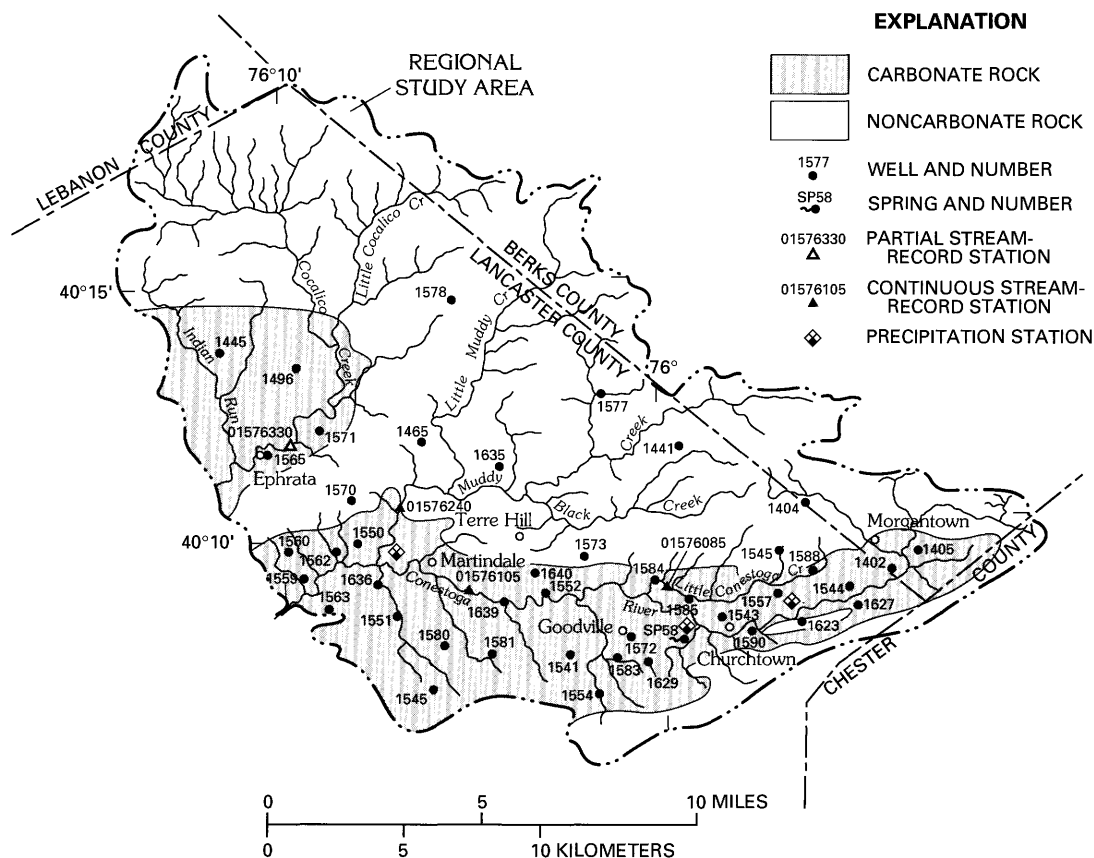 EXPLANATION
REGIONAL
STUDY AREA
76° 10'
CARBONATE ROCK
NONCARBONATE ROCK
1577
WELL AND NUMBER
SP58
SPRING AND NUMBER
01576330
PARTIAL STREAM-
RECORD STATION
01576105
CONTINUOUS STREAM-
RECORD STATION
PRECIPITATION STATION
LEBANON COUNTY
BERKS COUNTY
LANCASTER COUNTY
Little Cocalico Cr
Cocalico
Creek
40° 15'
1578
Little Muddy Cr
Indian
Run
1445
1496
76°
1577
01576330
1571
1565
Ephrata
1465
1635
1441
Creek
Muddy
1570
01576240
Terre Hill
Black
Creek
1404
Morgantown
COUNTY
CHESTER
40° 10'
1560
1562
1550
Martindale
1573
01576085
1545
1588
1402
1405
1559
1636
01576105
1640
1584
Little Conestoga Cr
1544
1563
Conestoga
1639
1552
River
1585
1557
1627
1551
1580
1581
Goodville
SP58
1543
1623
1572
1590
Churchtown
1541
1583
1629
1545
1554
0 5 10 MILES
0 5 10 KILOMETERS